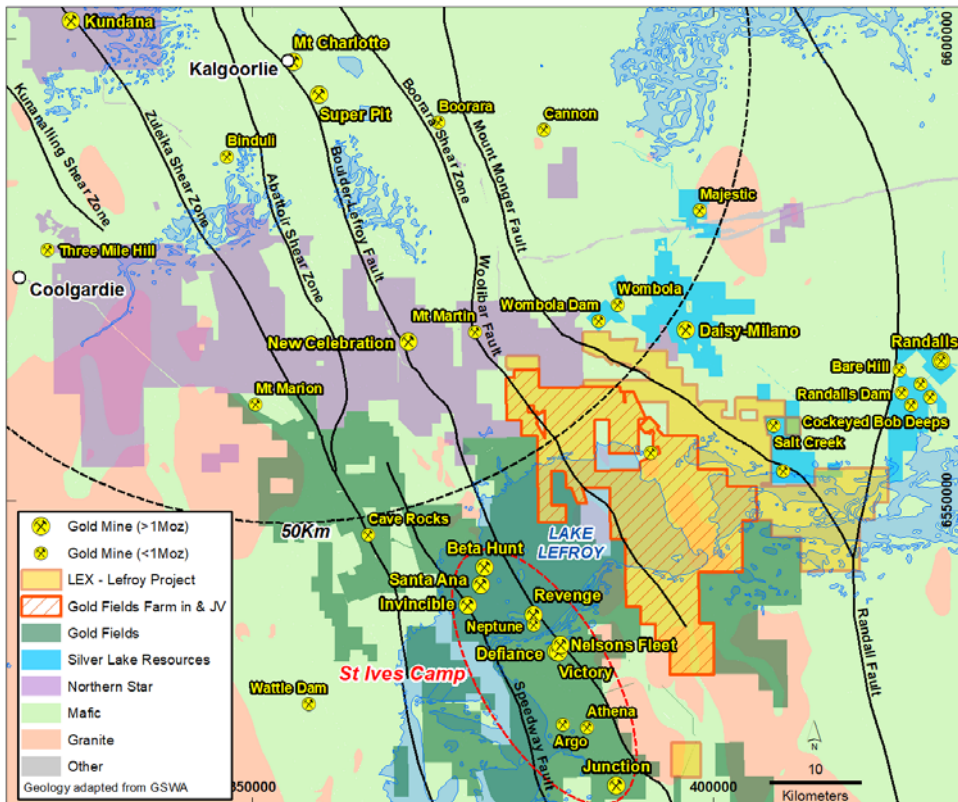 Kundana
Mt Charlotte
Kalgoorlie
Super Pit
Boorara
Cannon
Binduli
Kunanalling Shear Zone
Zuleika Shear Zone
Abattoir Shear Zone
Boulder-Lefroy Fault
Boorara Shear Zone
Mount Monger Fault
6600000
Majestic
Three Mile Hill
Coolgardie
Woolibar Fault
Wombola
Wombola Dam
Mt Martin
Daisy-Milano
New Celebration
Randalls
Bare Hill
Mt Marion
Randalls Dam
Cockeyed Bob Deeps
Salt Creek
6550000
50Km
Cave Rocks
LAKE
LEFROY
Beta Hunt
Santa Ana
Invincible
Revenge
Neptune
Nelsons Fleet
Defiance
Victory
St Ives Camp
Randall Fault
Wattle Dam
Speedway Fault
Athena
Argo
Junction
Gold Mine (>1Moz)
Gold Mine (<1Moz)
LEX - Lefroy Project
Gold Fields Farm in & JV
Gold Fields
Silver Lake Resources
Northern Star
Mafic
Granite
Other
Geology adapted from GSWA
350000
400000
N
10
Kilometers